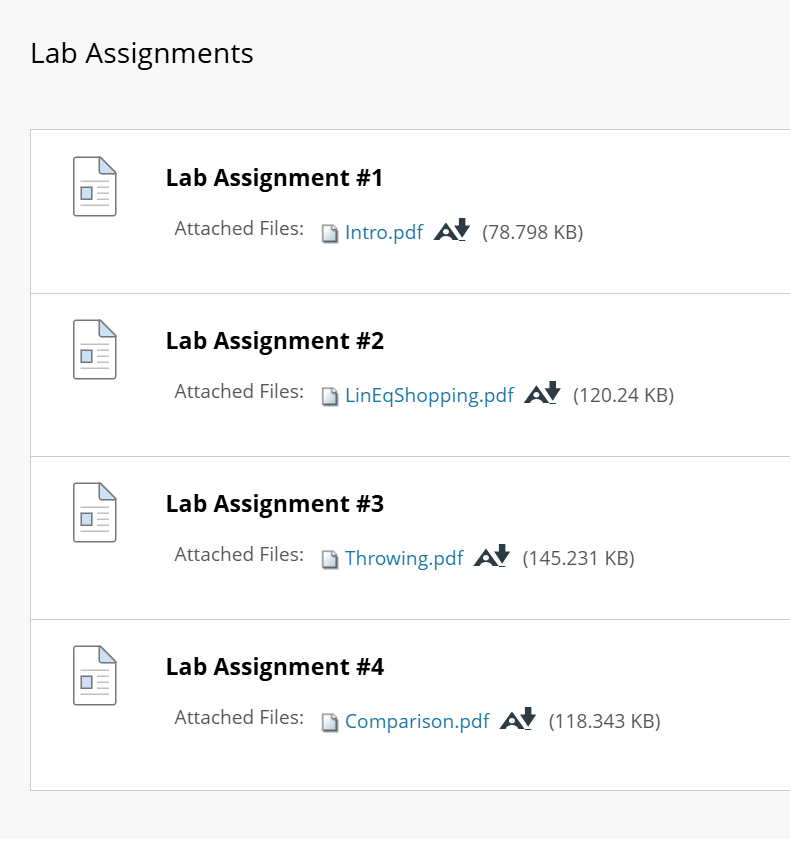 Lab Assignments
Lab Assignment #1
Attached Files: Intro.pdf (78.798 KB)
Lab Assignment #2
Attached Files: LinEqShopping.pdf (120.24 KB)
Lab Assignment #3
Attached Files: Throwing.pdf (145.231 KB)
Lab Assignment #4
Attached Files: Comparison.pdf (118.343 KB)